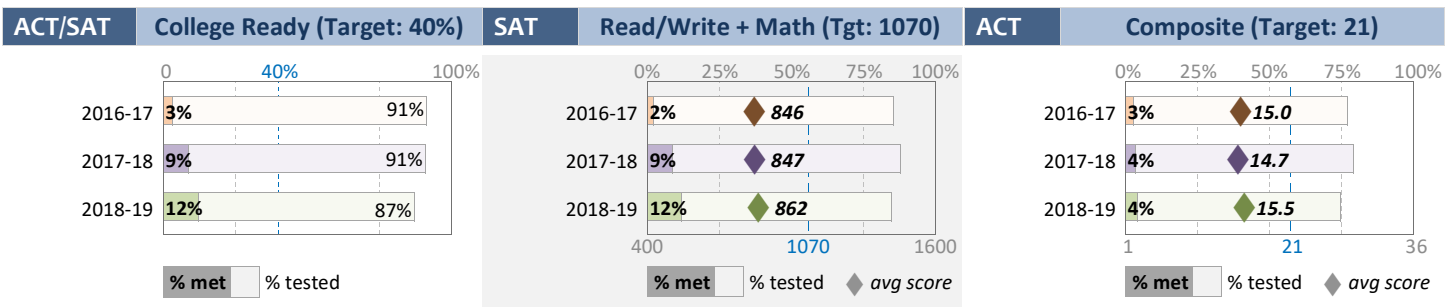 ACT/SAT College Ready (Target: 40%)
0 40% 100%
2016-17 3% 91%
2017-18 9% 91%
2018-19 12% 87%
% met % tested
SAT Read/Write + Math (Tgt: 1070)
0% 25% 50% 75% 100%
2016-17 2% 846
2017-18 9% 847
2018-19 12% 862
400 1070 1600
% met % tested avg score
ACT Composite (Target: 21)
0% 25% 50% 75% 100%
2016-17 3% 15.0
2017-18 4% 14.7
2018-19 4% 15.5
1 21 36
% met % tested avg score